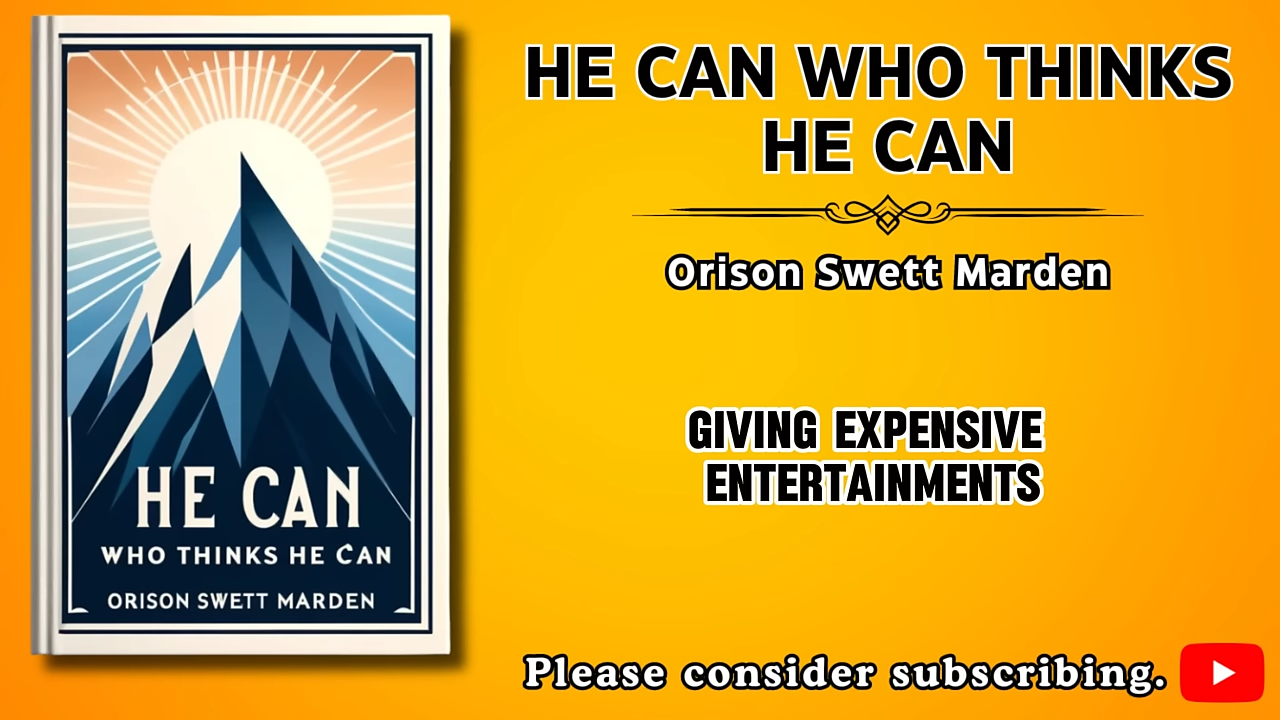 HE CAN
WHO THINKS HE CAN
ORISON SWETT MARDEN
HE CAN WHO THINKS
HE CAN
Orison Swett Marden
GIVING EXPENSIVE
ENTERTAINMENTS
Please consider subscribing.